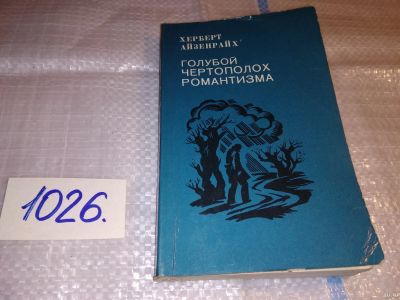 ХЕРБЕРТ
АЙЗЕНРАЙХ
ГОЛУБОЙ
ЧЕРТОПОЛОХ
РОМАНТИЗМА
1026.